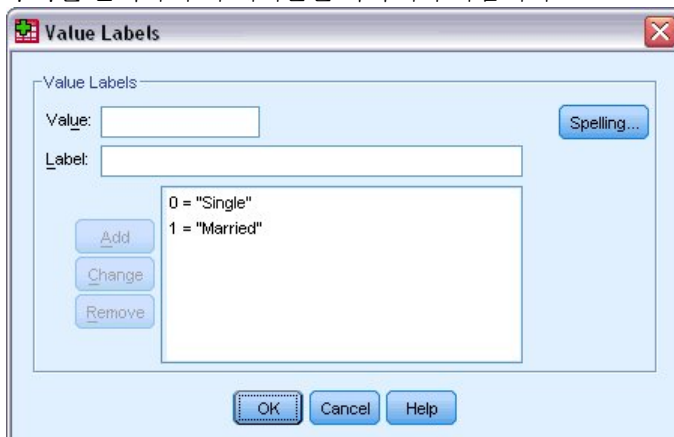 Value Labels
Value Labels
Value:
Spelling...
Label:
0 = "Single"
1 = "Married"
Add
Change
Remove
OK Cancel Help